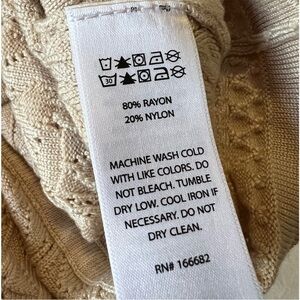 30
80% RAYON
20% NYLON
MACHINE WASH COLD
WITH LIKE COLORS. DO
NOT BLEACH. TUMBLE
DRY LOW. COOL IRON IF
NECESSARY. DO NOT
DRY CLEAN.
RN# 166682